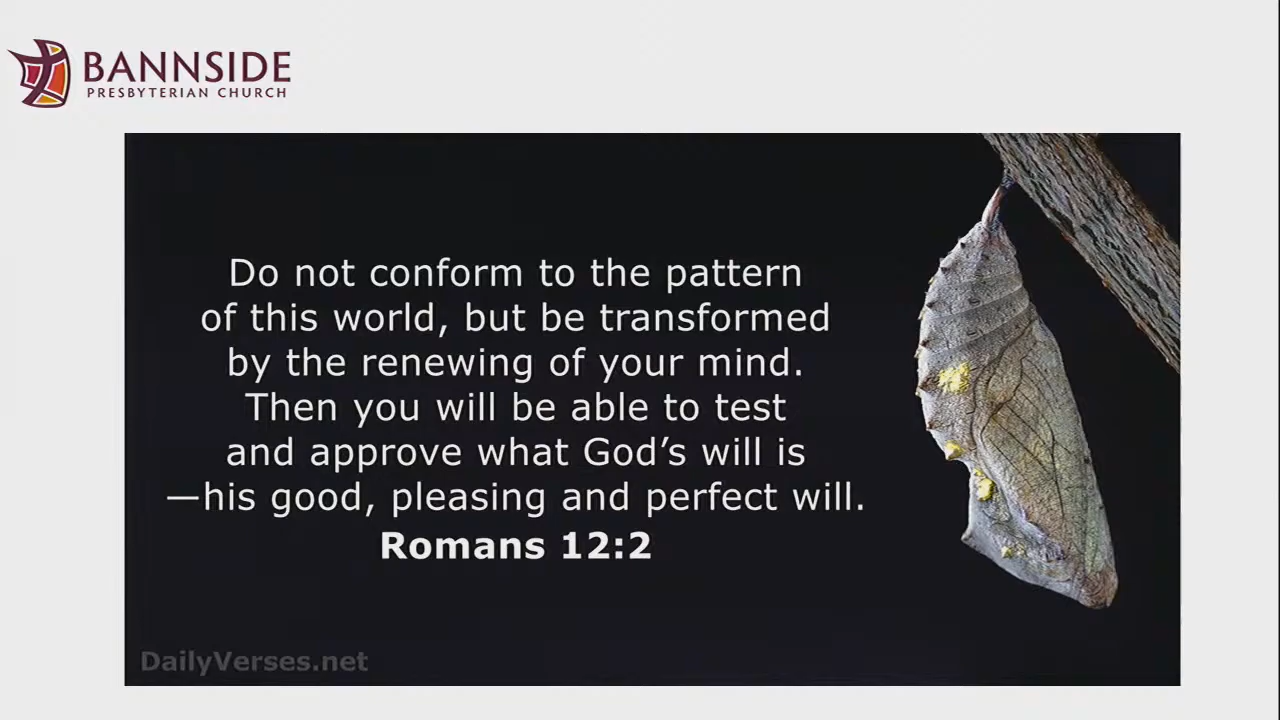 BANNSIDE
PRESBYTERIAN CHURCH
Do not conform to the pattern
of this world, but be transformed
by the renewing of your mind.
Then you will be able to test
and approve what God’s will is
—his good, pleasing and perfect will.
Romans 12:2
DailyVerses.net